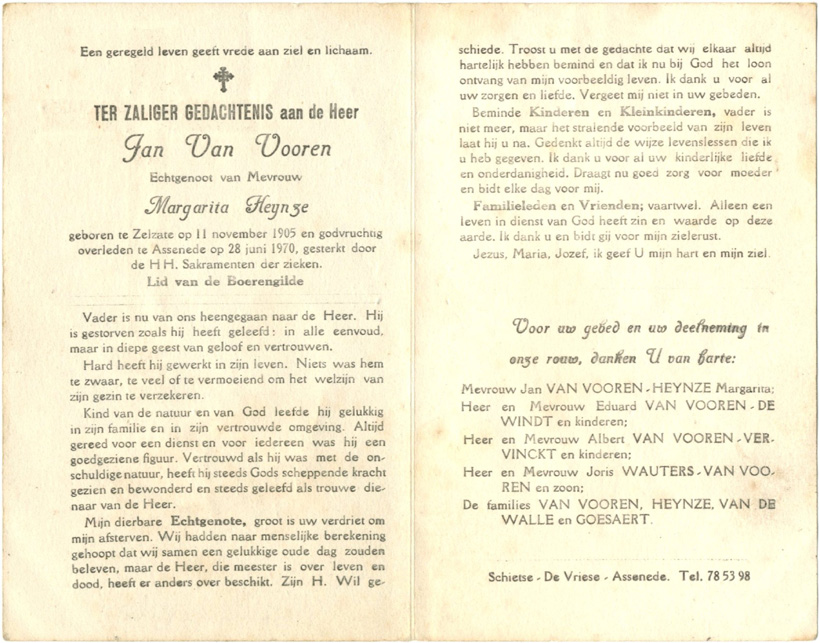 Een geregeld leven geeft vrede aan ziel en lichaam.
TER ZALIGER GEDACHTENIS aan de Heer
Jan Van Vooren
Echtgenoot van Mevrouw
Margarita Heynze
geboren te Zelzate op 11 november 1905 en godvruchtig
overleden te Assenede op 28 juni 1970, gesterkt door
de H H. Sakramenten der zieken.
Lid van de Boerengilde
Vader is nu van ons heengegaan naar de Heer. Hij
is gestorven zoals hij heeft geleefd: in alle eenvoud,
maar in diepe geest van geloof en vertrouwen.
Hard heeft hij gewerkt in zijn leven. Niets was hem
te zwaar, te veel of te vermoeiend om het welzijn van
zijn gezin te verzekeren.
Kind van de natuur en van God leefde hij gelukkig
in zijn familie en in zijn vertrouwde omgeving. Altijd
gereed voor een dienst en voor iedereen was hij een
goedgeziene figuur. Vertrouwd als hij was met de on-
schuldige natuur, heeft hij steeds Gods scheppende kracht
gezien en bewonderd en steeds geleefd als trouwe die-
naar van de Heer.
Mijn dierbare Echtgenote, groot is uw verdriet om
mijn afsterven. Wij hadden naar menselijke berekening
gehoopt dat wij samen een gelukkige oude dag zouden
beleven, maar de Heer, die meester is over leven en
dood, heeft er anders over beschikt. Zijn H. Wil ge-
schiede. Troost u met de gedachte dat wij elkaar altijd
hartelijk hebben bemind en dat ik nu bij God het loon
ontvang van mijn voorbeeldig leven. Ik dank u voor al
uw zorgen en liefde. Vergeet mij niet in uw gebeden.
Beminde Kinderen en Kleinkinderen, vader is
niet meer, maar het stralende voorbeeld van zijn leven
laat hij u na. Gedenkt altijd de wijze levenslessen die ik
u heb gegeven. Ik dank u voor al uw kinderlijke liefde
en onderdanigheid. Draagt nu goed zorg voor moeder
en bidt elke dag voor mij.
Familieleden en Vrienden; vaartwel. Alleen een
leven in dienst van God heeft zin en waarde op deze
aarde. Ik dank u en bidt gij voor mijn zielerust.
Jezus, Maria, Jozef, ik geef U mijn hart en mijn ziel.
Voor uw gebed en uw deelneming in
onze rouw, danken U van harte:
Mevrouw Jan VAN VOOREN-HEYNZE Margarita;
Heer en Mevrouw Eduard VAN VOOREN-DE
WINDT en kinderen;
Heer en Mevrouw Albert VAN VOOREN-VER-
VINCKT en kinderen;
Heer en Mevrouw Joris WAUTERS-VAN VOO-
REN en zoon;
De families VAN VOOREN, HEYNZE, VAN DE
WALLE en GOESAERT.
Schietse - De Vriese - Assenede. Tel. 78 53 98